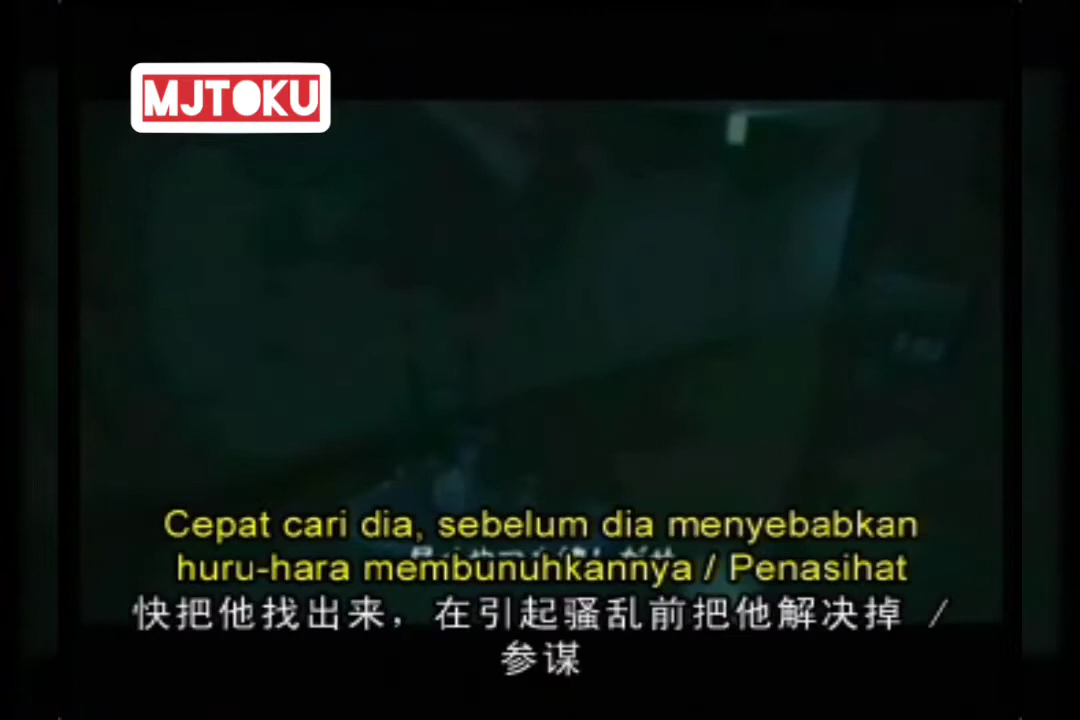 MJTOKU
Cepat cari dia, sebelum dia menyebabkan
huru-hara membunuhkannya / Penasihat
快把他找出来，在引起骚乱前把他解决掉 /
参谋